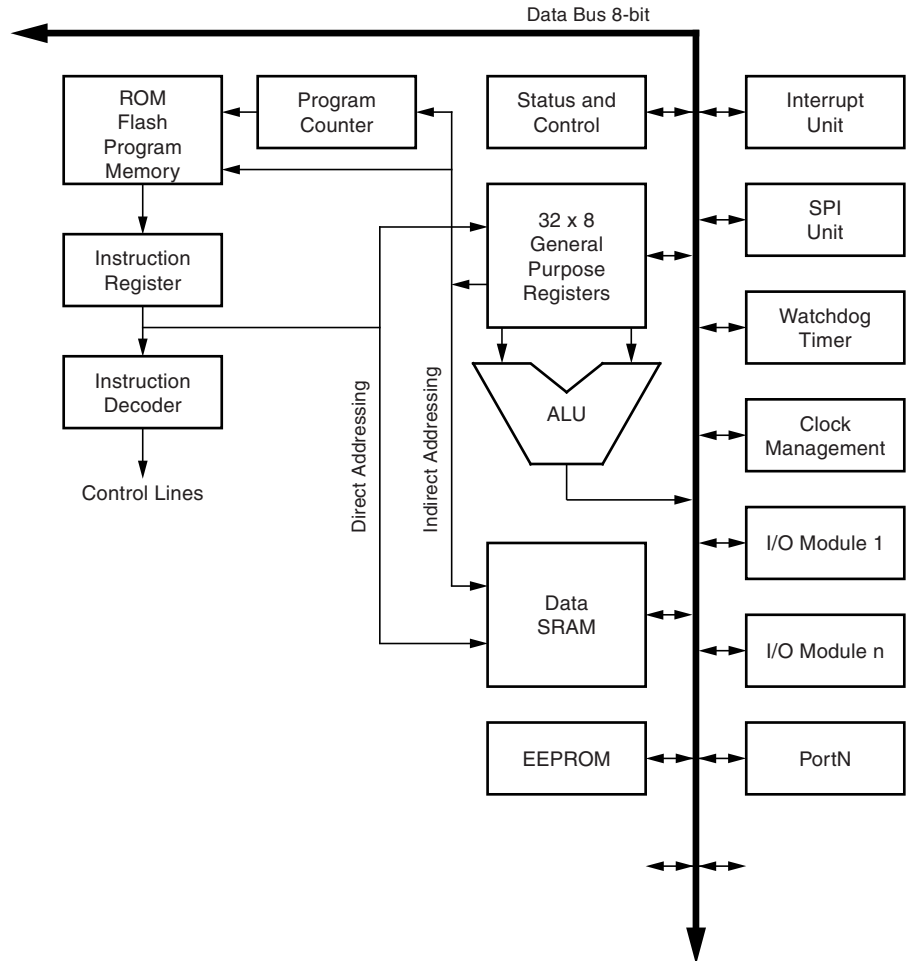 Data Bus 8-bit
ROM
Flash
Program
Memory
Program
Counter
Status and
Control
Interrupt
Unit
32 x 8
General
Purpose
Registers
SPI
Unit
Instruction
Register
Watchdog
Timer
Instruction
Decoder
ALU
Clock
Management
Control Lines
Direct Addressing
Indirect Addressing
I/O Module 1
Data
SRAM
I/O Module n
EEPROM
PortN